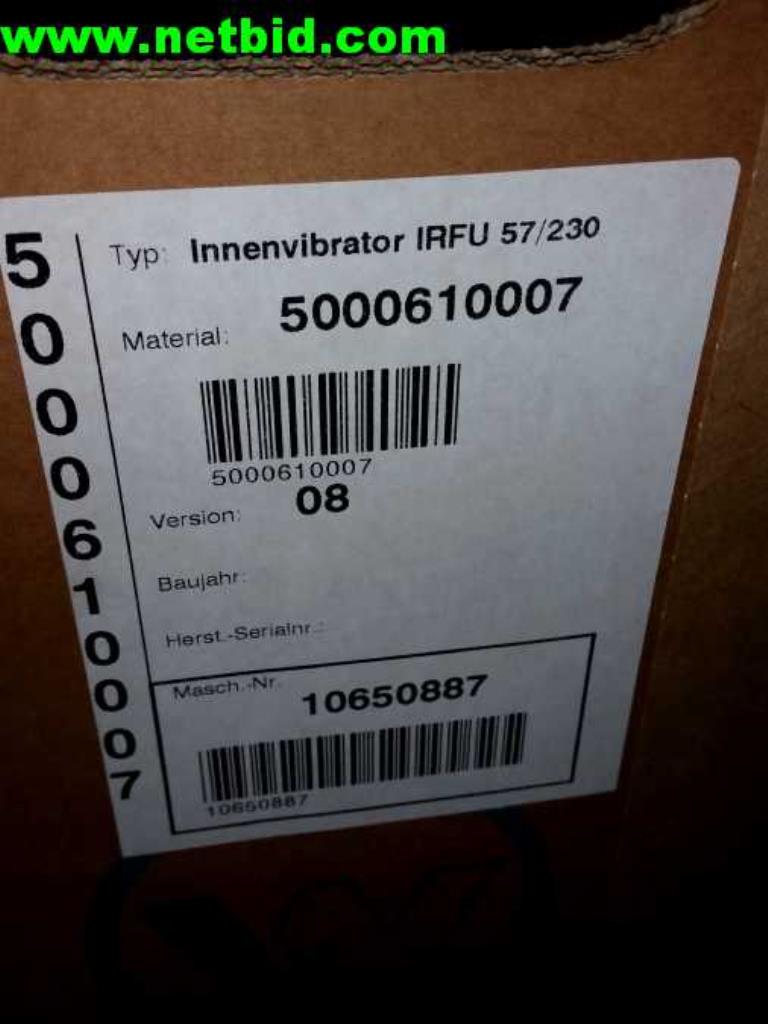 www.netbid.com
5000610007
Typ: Innenvibrator IRFU 57/230
Material: 5000610007
5000610007
Version: 08
Baujahr:
Herst.-Serialnr.:
Masch.-Nr. 10650887
10650887